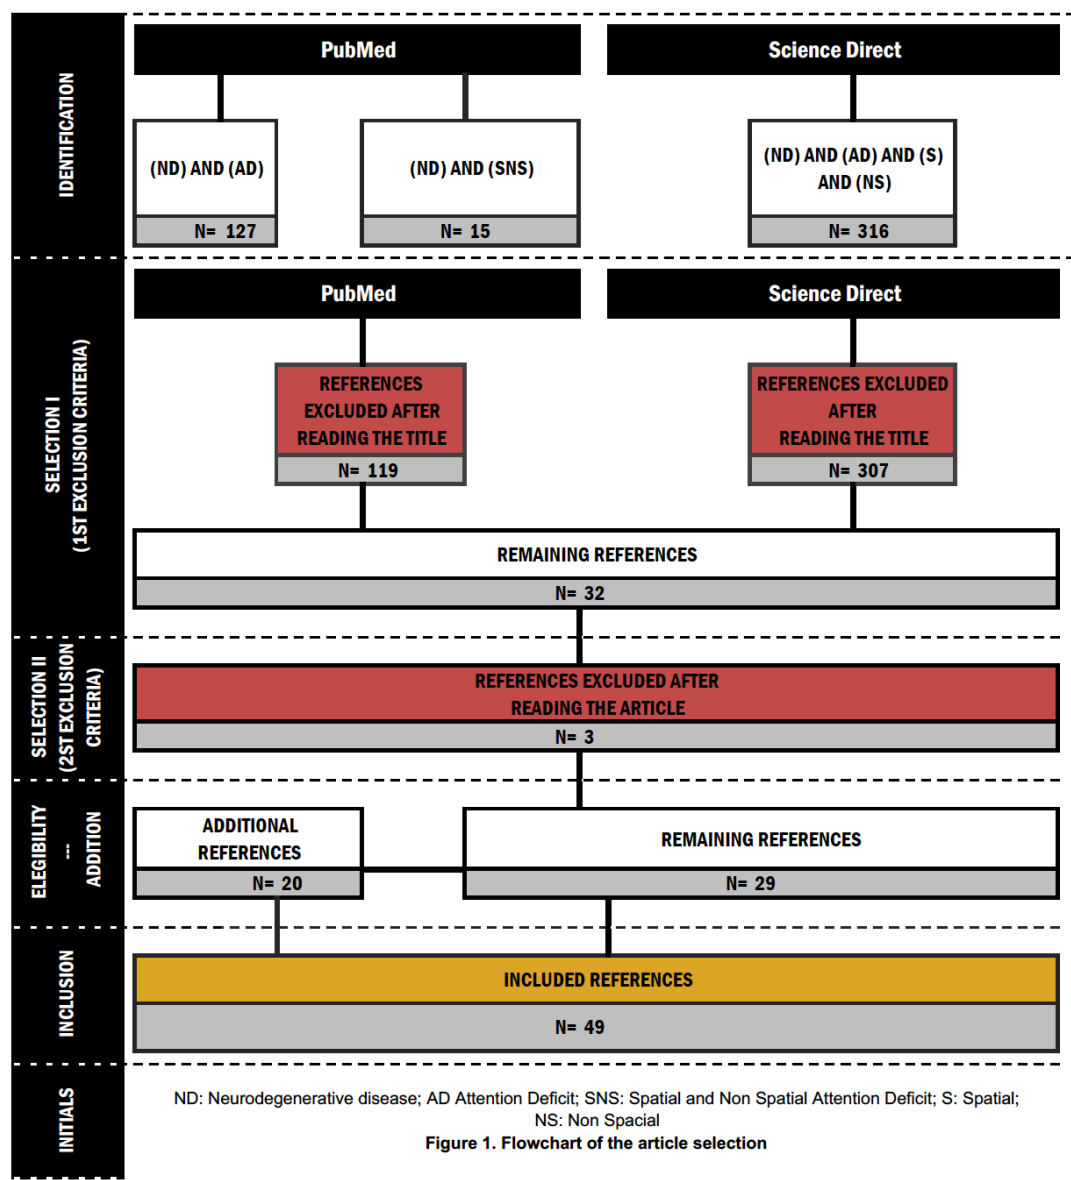 IDENTIFICATION
PubMed
Science Direct
(ND) AND (AD)
N= 127
(ND) AND (SNS)
N= 15
(ND) AND (AD) AND (S)
AND (NS)
N= 316
SELECTION I
(1ST EXCLUSION CRITERIA)
PubMed
Science Direct
REFERENCES
EXCLUDED AFTER
READING THE TITLE
N= 119
REFERENCES EXCLUDED
AFTER
READING THE TITLE
N= 307
REMAINING REFERENCES
N= 32
SELECTION II
(2ST EXCLUSION
CRITERIA)
REFERENCES EXCLUDED AFTER
READING THE ARTICLE
N= 3
ELEGIBILITY
---
ADDITION
ADDITIONAL
REFERENCES
N= 20
REMAINING REFERENCES
N= 29
INCLUSION
INCLUDED REFERENCES
N= 49
INITIALS
ND: Neurodegenerative disease; AD Attention Deficit; SNS: Spatial and Non Spatial Attention Deficit; S: Spatial;
NS: Non Spacial
Figure 1. Flowchart of the article selection